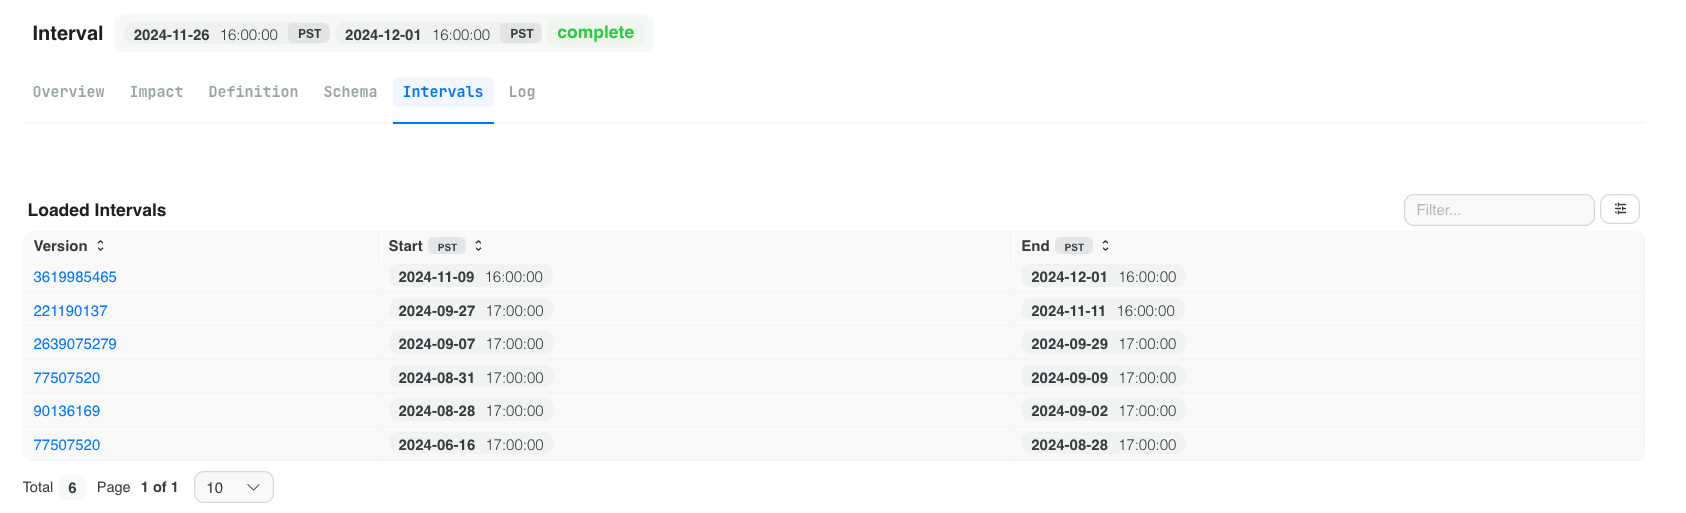 Interval 2024-11-26 16:00:00 PST 2024-12-01 16:00:00 PST complete
Overview Impact Definition Schema Intervals Log
Loaded Intervals Filter...
Version Start PST End PST
3619985465 2024-11-09 16:00:00 2024-12-01 16:00:00
221190137 2024-09-27 17:00:00 2024-11-11 16:00:00
2639075279 2024-09-07 17:00:00 2024-09-29 17:00:00
77507520 2024-08-31 17:00:00 2024-09-09 17:00:00
90136169 2024-08-28 17:00:00 2024-09-02 17:00:00
77507520 2024-06-16 17:00:00 2024-08-28 17:00:00
Total 6 Page 1 of 1 10